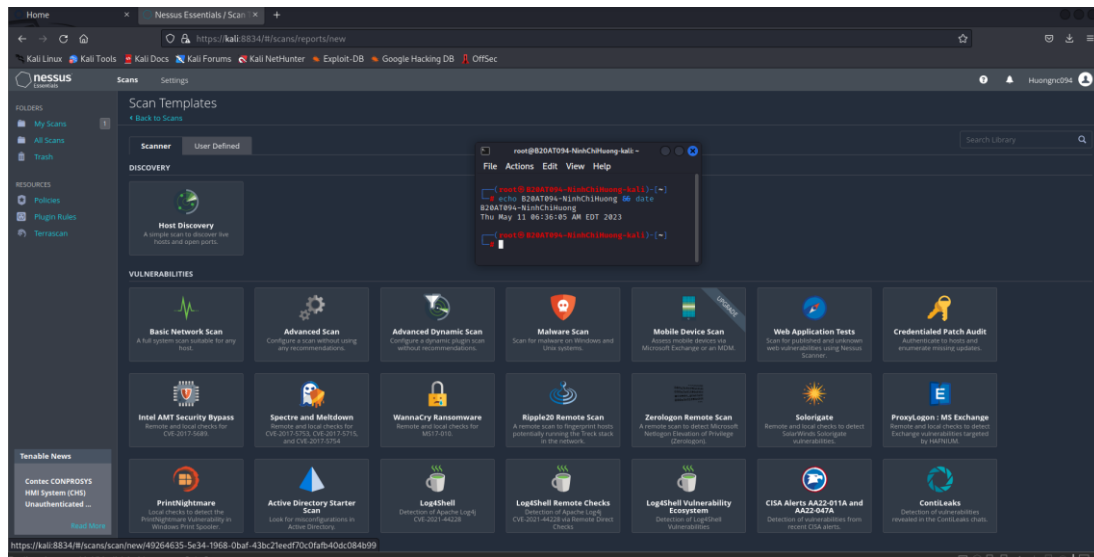 Home
Nessus Essentials / Scan
https://kali:8834/#/scans/reports/new
Kali Linux Kali Tools Kali Docs Kali Forums Kali NetHunter Exploit-DB Google Hacking DB OffSec
nessus
Essentials
Scans Settings
Huongnc094
FOLDERS
My Scans 1
All Scans
Trash
RESOURCES
Policies
Plugin Rules
Terrascan
Scan Templates
Back to Scans
Scanner User Defined
Search Library
DISCOVERY
Host Discovery
A simple scan to discover live
hosts and open ports.
root@B20AT094-NinhChiHuong-kali: ~
File Actions Edit View Help
(root㉿B20AT094-NinhChiHuong-kali)-[~]
# echo B20AT094-NinhChiHuong && date
B20AT094-NinhChiHuong
Thu May 11 06:36:05 AM EDT 2023
(root㉿B20AT094-NinhChiHuong-kali)-[~]
#
VULNERABILITIES
Basic Network Scan
A full system scan suitable for any
host.
Advanced Scan
Configure a scan without using
any recommendations.
Advanced Dynamic Scan
Configure a dynamic plugin scan
without recommendations.
Malware Scan
Scan for malware on Windows and
Unix systems.
UPGRADE
Mobile Device Scan
Assess mobile devices via
Microsoft Exchange or an MDM.
Web Application Tests
Scan for published and unknown
web vulnerabilities using Nessus
Scanner.
Credentialed Patch Audit
Authenticate to hosts and
enumerate missing updates.
Intel AMT Security Bypass
Remote and local checks for
CVE-2017-5689.
Spectre and Meltdown
Remote and local checks for
CVE-2017-5753, CVE-2017-5715,
and CVE-2017-5754
WannaCry Ransomware
Remote and local checks for
MS17-010.
Ripple20 Remote Scan
A remote scan to fingerprint hosts
potentially running the Treck stack
in the network.
Zerologon Remote Scan
A remote scan to detect Microsoft
Netlogon Elevation of Privilege
(Zerologon).
Solorigate
Remote and local checks to detect
SolarWinds Solorigate
vulnerabilities.
ProxyLogon : MS Exchange
Remote and local checks to detect
Exchange vulnerabilities targeted
by HAFNIUM.
PrintNightmare
Local checks to detect the
PrintNightmare Vulnerability in
Windows Print Spooler.
Active Directory Starter
Scan
Look for misconfigurations in
Active Directory.
Log4Shell
Detection of Apache Log4j
CVE-2021-44228
Log4Shell Remote Checks
Detection of Apache Log4j
CVE-2021-44228 via Remote Direct
Checks
Log4Shell Vulnerability
Ecosystem
Detection of Log4Shell
Vulnerabilities
CISA Alerts AA22-011A and
AA22-047A
Detection of vulnerabilities from
recent CISA alerts.
ContiLeaks
Detection of vulnerabilities
revealed in the ContiLeaks chats.
Tenable News
Contec CONPROSYS
HMI System (CHS)
Unauthenticated ...
Read More
https://kali:8834/#/scans/scan/new/49264635-5e34-1968-0baf-43bc21eedf70c0fafb40dc084b99